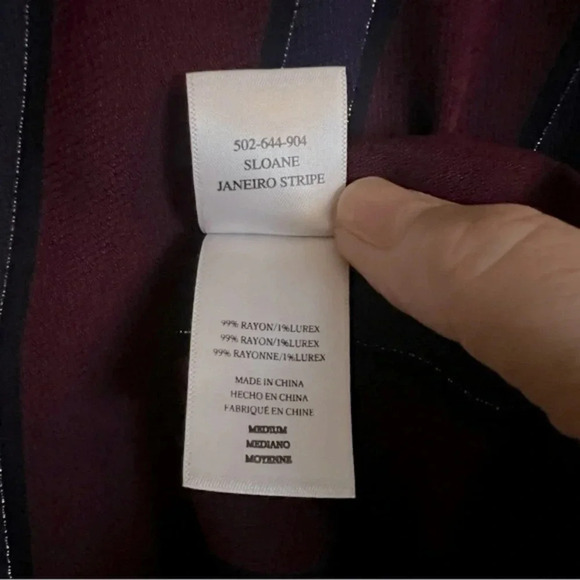 502-644-904
SLOANE
JANEIRO STRIPE
99% RAYON/1%LUREX
99% RAYON/1%LUREX
99% RAYONNE/1%LUREX
MADE IN CHINA
HECHO EN CHINA
FABRIQUÉ EN CHINE
MEDIUM
MEDIANO
MOYENNE